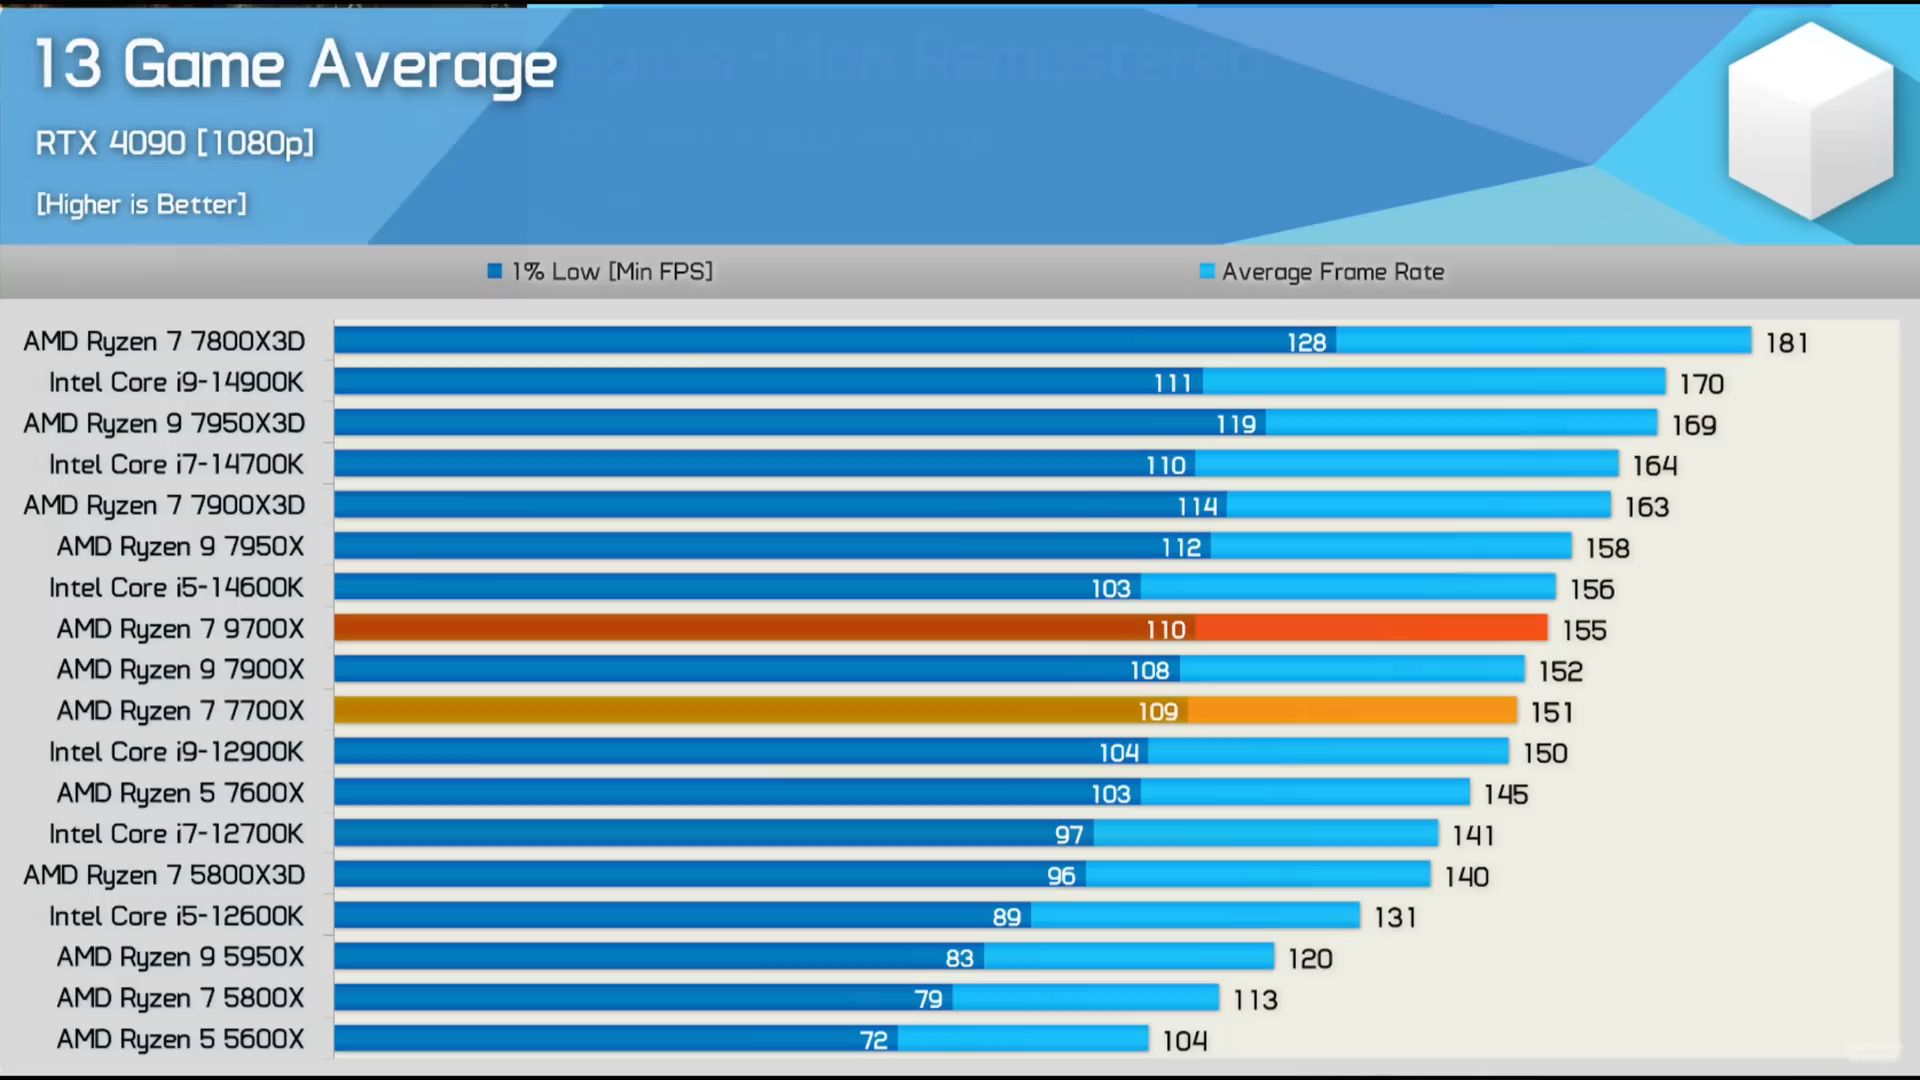 13 Game Average
RTX 4090 [1080p]
[Higher is Better]
1% Low [Min FPS] Average Frame Rate
AMD Ryzen 7 7800X3D 128 181
Intel Core i9-14900K 111 170
AMD Ryzen 9 7950X3D 119 169
Intel Core i7-14700K 110 164
AMD Ryzen 7 7900X3D 114 163
AMD Ryzen 9 7950X 112 158
Intel Core i5-14600K 103 156
AMD Ryzen 7 9700X 110 155
AMD Ryzen 9 7900X 108 152
AMD Ryzen 7 7700X 109 151
Intel Core i9-12900K 104 150
AMD Ryzen 5 7600X 103 145
Intel Core i7-12700K 97 141
AMD Ryzen 7 5800X3D 96 140
Intel Core i5-12600K 89 131
AMD Ryzen 9 5950X 83 120
AMD Ryzen 7 5800X 79 113
AMD Ryzen 5 5600X 72 104